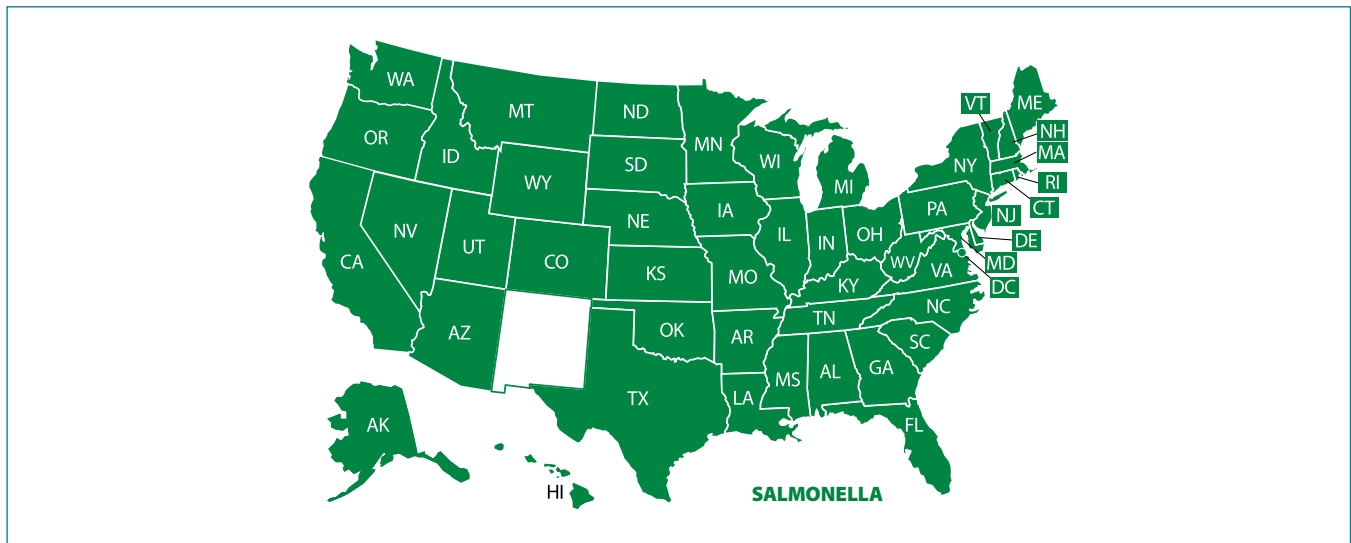 WA
MT
ND
MN
OR
ID
SD
WI
WY
MI
NY
VT
ME
NH
MA
RI
CT
NJ
PA
DE
MD
DC
NV
UT
CO
NE
IA
IL
IN
OH
WV
VA
CA
KS
MO
KY
NC
AZ
OK
AR
TN
SC
TX
LA
MS
AL
GA
FL
AK
HI
SALMONELLA